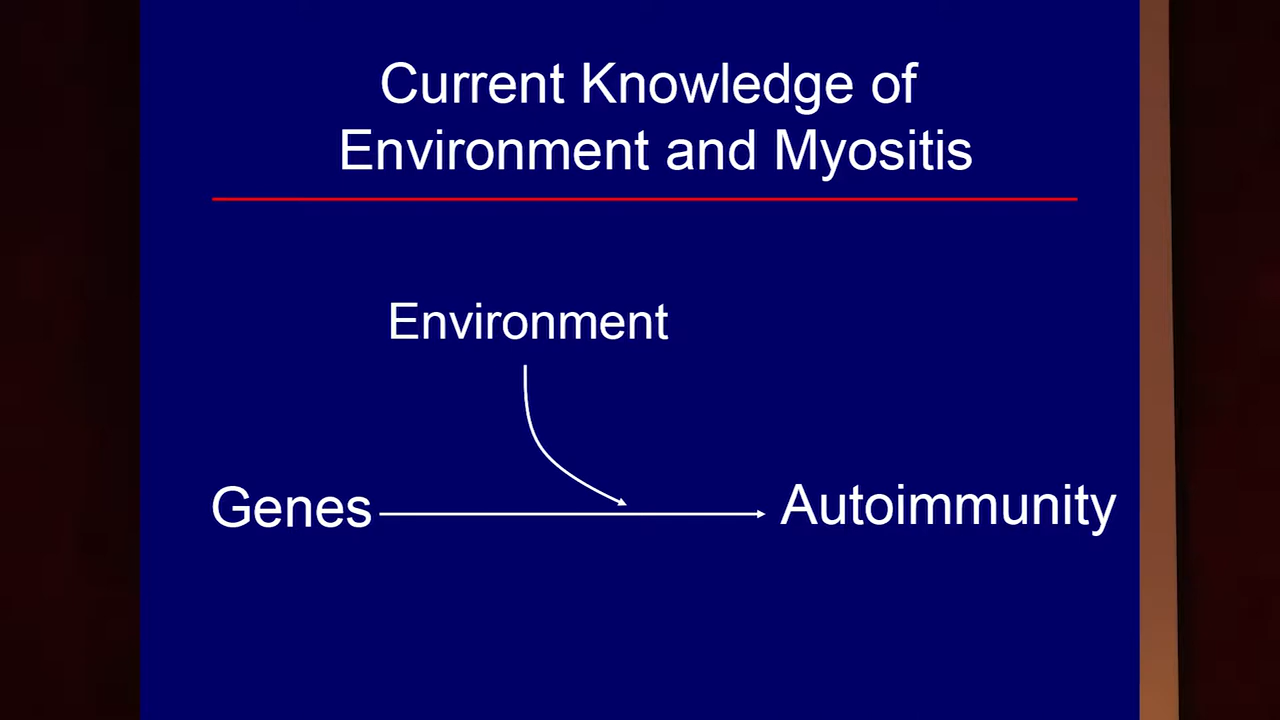 Current Knowledge of
Environment and Myositis
Environment
Genes
Autoimmunity